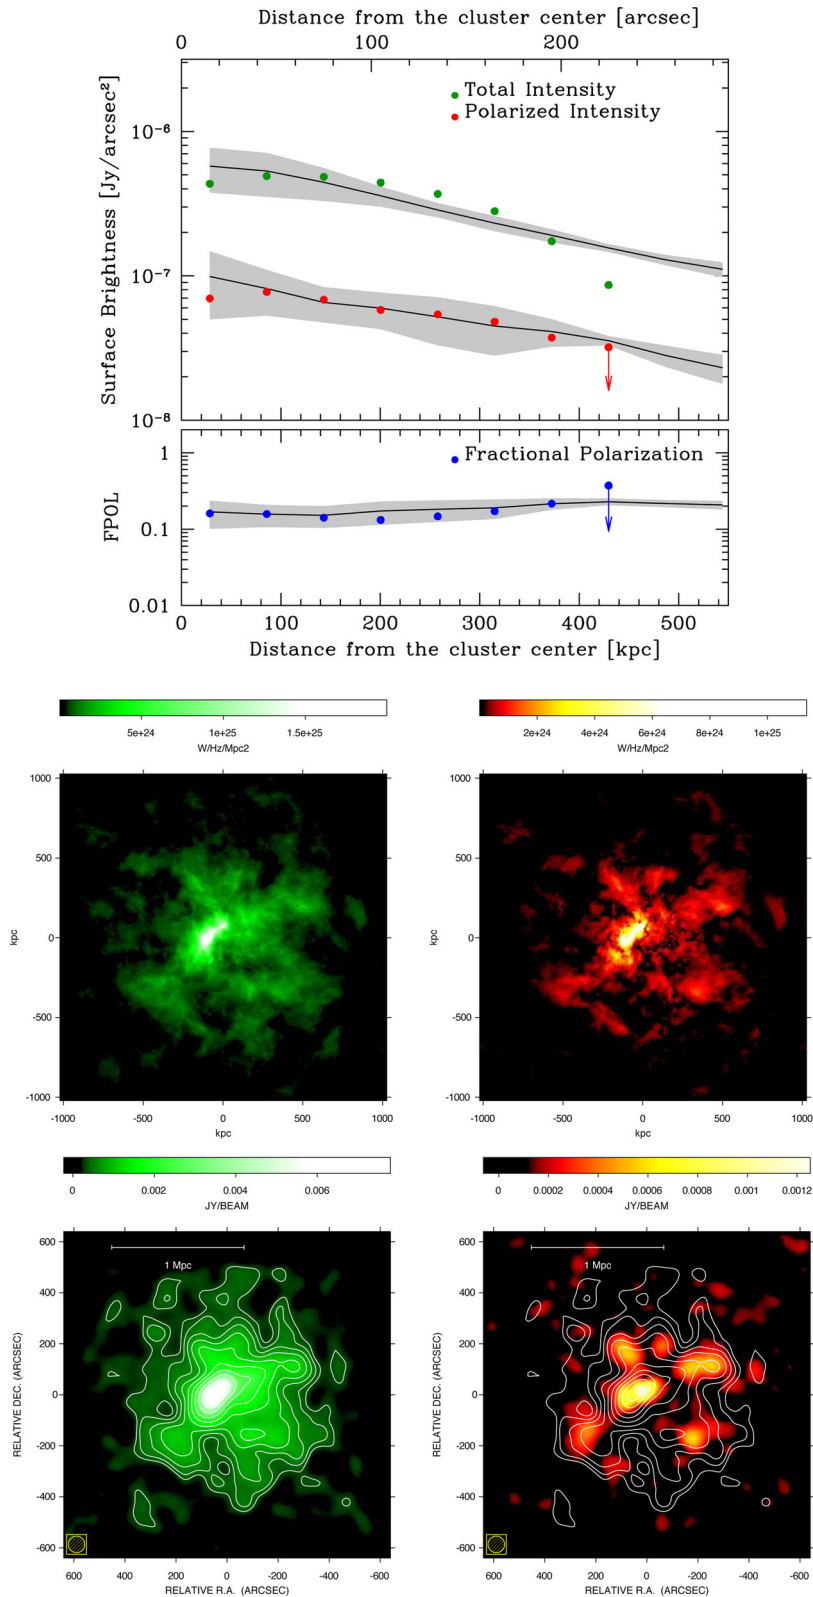 Distance from the cluster center [arcsec]
0 100 200
Total Intensity
Polarized Intensity
Surface Brightness [Jy/arcsec²]
10⁻⁶
10⁻⁷
10⁻⁸
Fractional Polarization
FPOL
1
0.1
0.01
0 100 200 300 400 500
Distance from the cluster center [kpc]
5e+24 1e+25 1.5e+25
W/Hz/Mpc2
2e+24 4e+24 6e+24 8e+24 1e+25
W/Hz/Mpc2
1000
500
0
-500
-1000
kpc
-1000 -500 0 500 1000
kpc
1000
500
0
-500
-1000
kpc
-1000 -500 0 500 1000
kpc
0 0.002 0.004 0.006
JY/BEAM
0 0.0002 0.0004 0.0006 0.0008 0.001 0.0012
JY/BEAM
1 Mpc
600
400
200
0
-200
-400
-600
RELATIVE DEC. (ARCSEC)
600 400 200 0 -200 -400 -600
RELATIVE R.A. (ARCSEC)
1 Mpc
600
400
200
0
-200
-400
-600
RELATIVE DEC. (ARCSEC)
600 400 200 0 -200 -400 -600
RELATIVE R.A. (ARCSEC)